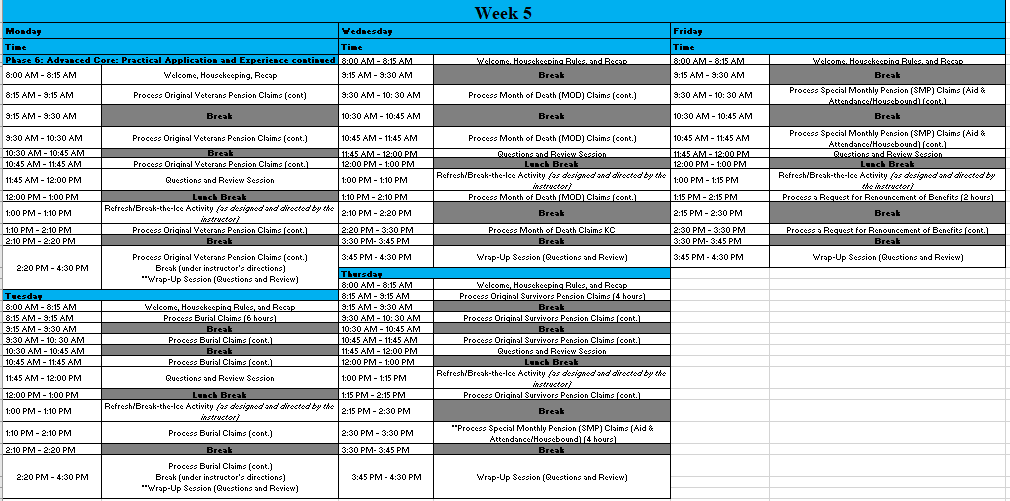 Week 5
Monday
Time
Phase 6: Advanced Core: Practical Application and Experience continued
8:00 AM - 8:15 AM Welcome, Housekeeping, Recap
8:15 AM - 9:15 AM Process Original Veterans Pension Claims (cont)
9:15 AM - 9:30 AM Break
9:30 AM - 10:30 AM Process Original Veterans Pension Claims (cont.)
10:30 AM - 10:45 AM Break
10:45 AM - 11:45 AM Process Original Veterans Pension Claims (cont.)
11:45 AM - 12:00 PM Questions and Review Session
12:00 PM - 1:00 PM Lunch Break
1:00 PM - 1:10 PM Refresh/Break-the-Ice Activity (as designed and directed by the
instructor)
1:10 PM - 2:10 PM Process Original Veterans Pension Claims (cont.)
2:10 PM - 2:20 PM Break
2:20 PM - 4:30 PM Process Original Veterans Pension Claims (cont.)
Break (under instructor's directions)
**Wrap-Up Session (Questions and Review)
Tuesday
8:00 AM - 8:15 AM Welcome, Housekeeping Rules, and Recap
8:15 AM - 9:15 AM Process Burial Claims (6 hours)
9:15 AM - 9:30 AM Break
9:30 AM - 10: 30 AM Process Burial Claims (cont.)
10:30 AM - 10:45 AM Break
10:45 AM - 11:45 AM Process Burial Claims (cont.)
11:45 AM - 12:00 PM Questions and Review Session
12:00 PM - 1:00 PM Lunch Break
1:00 PM - 1:10 PM Refresh/Break-the-Ice Activity (as designed and directed by the
instructor)
1:10 PM - 2:10 PM Process Burial Claims (cont.)
2:10 PM - 2:20 PM Break
2:20 PM - 4:30 PM Process Burial Claims (cont.)
Break (under instructor's directions)
**Wrap-Up Session (Questions and Review)
Wednesday
Time
8:00 AM - 8:15 AM Welcome, Housekeeping Rules, and Recap
9:15 AM - 9:30 AM Break
9:30 AM - 10: 30 AM Process Month of Death (MOD) Claims (cont.)
10:30 AM - 10:45 AM Break
10:45 AM - 11:45 AM Process Month of Death (MOD) Claims (cont.)
11:45 AM - 12:00 PM Questions and Review Session
12:00 PM - 1:00 PM Lunch Break
1:00 PM - 1:10 PM Refresh/Break-the-Ice Activity (as designed and directed by the
instructor)
1:10 PM - 2:10 PM Process Month of Death (MOD) Claims (cont.)
2:10 PM - 2:20 PM Break
2:20 PM - 3:30 PM Process Month of Death Claims KC
3:30 PM- 3:45 PM Break
3:45 PM - 4:30 PM Wrap-Up Session (Questions and Review)
Thursday
8:00 AM - 8:15 AM Welcome, Housekeeping Rules, and Recap
8:15 AM - 9:15 AM Process Original Survivors Pension Claims (4 hours)
9:15 AM - 9:30 AM Break
9:30 AM - 10: 30 AM Process Original Survivors Pension Claims (cont.)
10:30 AM - 10:45 AM Break
10:45 AM - 11:45 AM Process Original Survivors Pension Claims (cont.)
11:45 AM - 12:00 PM Questions and Review Session
12:00 PM - 1:00 PM Lunch Break
1:00 PM - 1:15 PM Refresh/Break-the-Ice Activity (as designed and directed by the
instructor)
1:15 PM - 2:15 PM Process Original Survivors Pension Claims (cont.)
2:15 PM - 2:30 PM Break
2:30 PM - 3:30 PM **Process Special Monthly Pension (SMP) Claims (Aid &
Attendance/Housebound) (4 hours)
3:30 PM- 3:45 PM Break
3:45 PM - 4:30 PM Wrap-Up Session (Questions and Review)
Friday
Time
8:00 AM - 8:15 AM Welcome, Housekeeping Rules, and Recap
9:15 AM - 9:30 AM Break
9:30 AM - 10: 30 AM Process Special Monthly Pension (SMP) Claims (Aid &
Attendance/Housebound) (cont.)
10:30 AM - 10:45 AM Break
10:45 AM - 11:45 AM Process Special Monthly Pension (SMP) Claims (Aid &
Attendance/Housebound) (cont.)
11:45 AM - 12:00 PM Questions and Review Session
12:00 PM - 1:00 PM Lunch Break
1:00 PM - 1:15 PM Refresh/Break-the-Ice Activity (as designed and directed by
the instructor)
1:15 PM - 2:15 PM Process a Request for Renouncement of Benefits (2 hours)
2:15 PM - 2:30 PM Break
2:30 PM - 3:30 PM Process a Request for Renouncement of Benefits (cont.)
3:30 PM- 3:45 PM Break
3:45 PM - 4:30 PM Wrap-Up Session (Questions and Review)